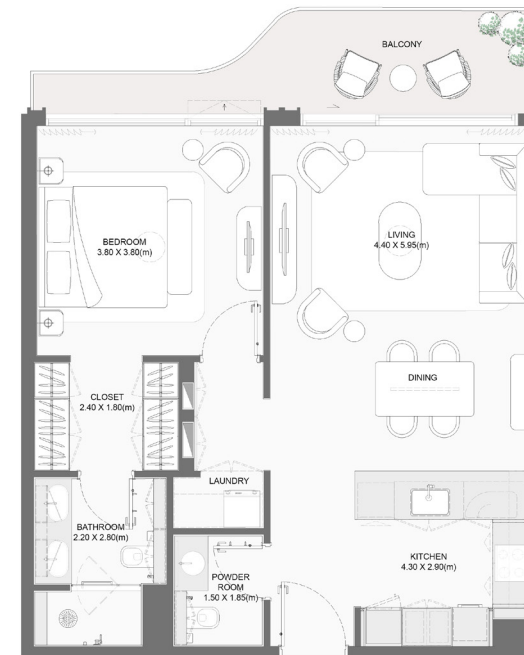 BALCONY
BEDROOM
3.80 X 3.80(m)
LIVING
4.40 X 5.95(m)
CLOSET
2.40 X 1.80(m)
DINING
LAUNDRY
BATHROOM
2.20 X 2.80(m)
KITCHEN
4.30 X 2.90(m)
POWDER
ROOM
1.50 X 1.85(m)